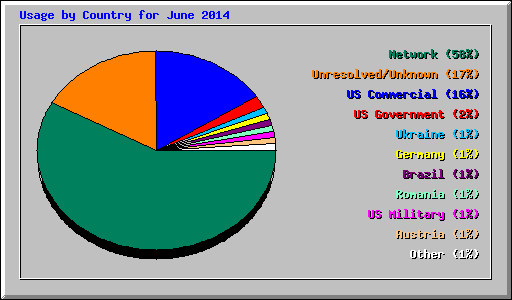 Usage by Country for June 2014
Network (58%)
Unresolved/Unknown (17%)
US Commercial (16%)
US Government (2%)
Ukraine (1%)
Germany (1%)
Brazil (1%)
Romania (1%)
US Military (1%)
Austria (1%)
Other (1%)